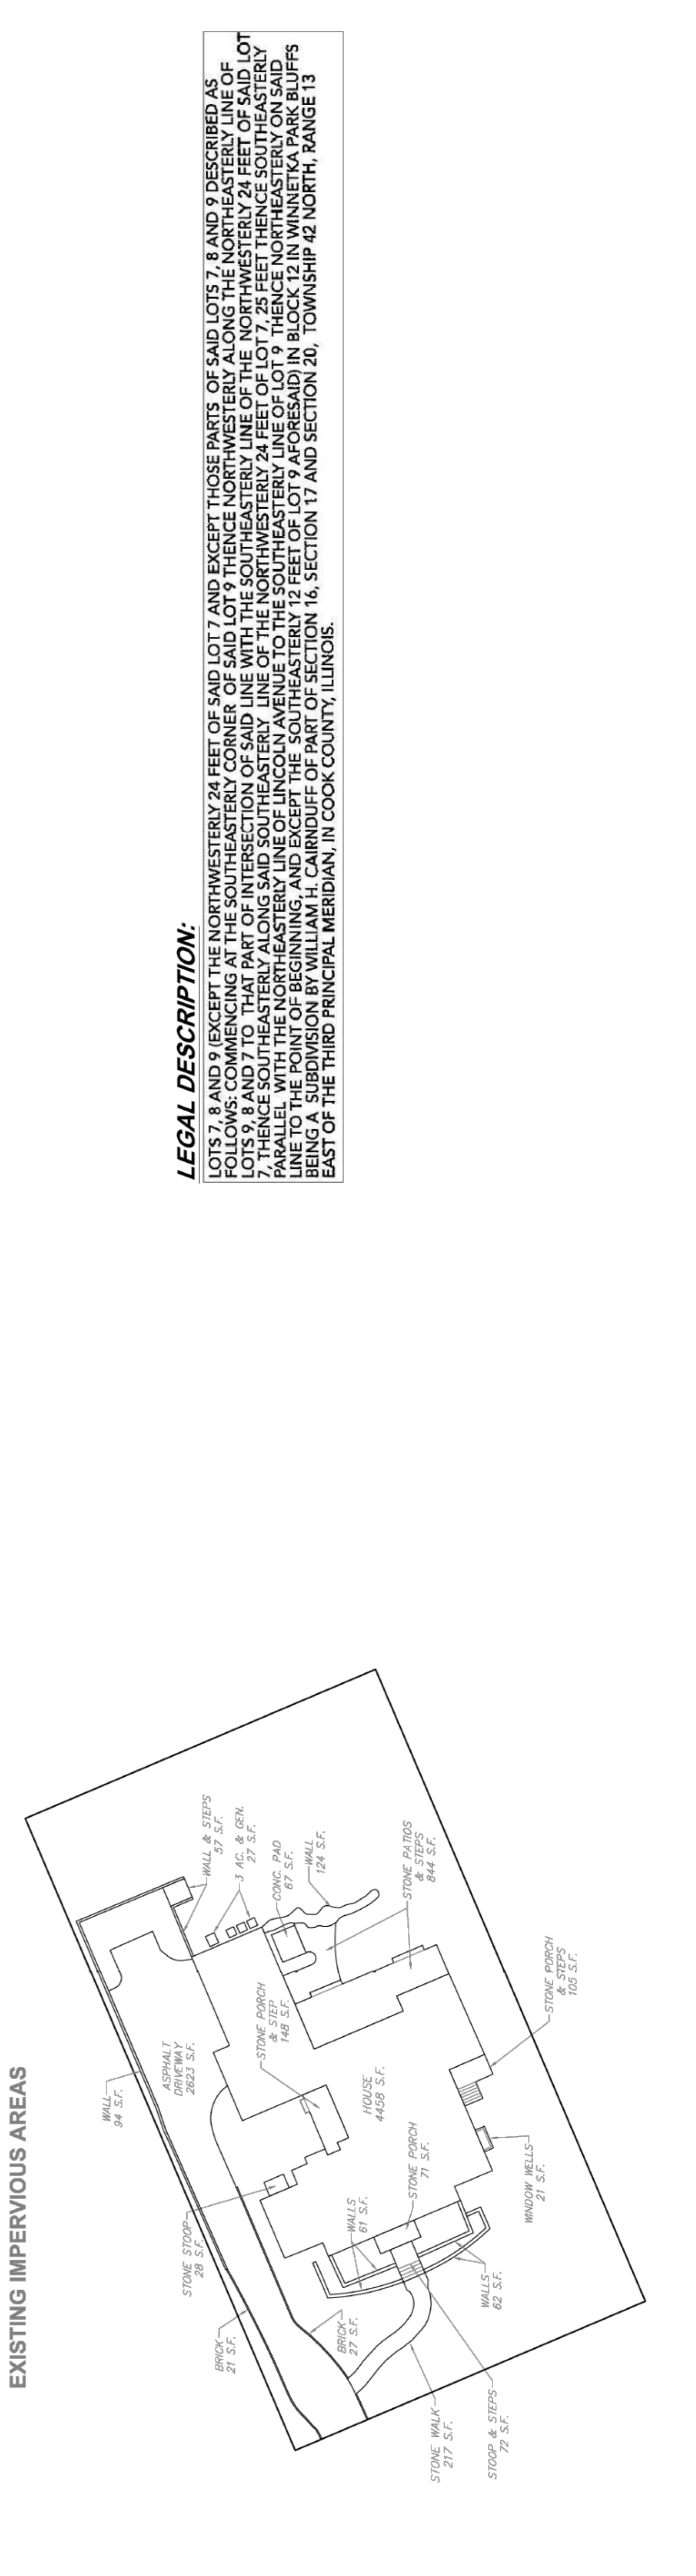 EXISTING IMPERVIOUS AREAS
WALL
94 S.F.
ASPHALT
DRIVEWAY
2623 S.F.
STONE STOOP
28 S.F.
BRICK
21 S.F.
BRICK
27 S.F.
WALL & STEPS
57 S.F.
3 AC. & GEN.
27 S.F.
CONC. PAD
67 S.F.
WALL
124 S.F.
STONE PORCH
& STEP
148 S.F.
HOUSE
4458 S.F.
STONE PATIOS
& STEPS
844 S.F.
WALLS
61 S.F.
STONE PORCH
71 S.F.
STONE WALK
217 S.F.
STOOP & STEPS
72 S.F.
WALLS
62 S.F.
WINDOW WELLS
21 S.F.
STONE PORCH
& STEPS
105 S.F.
LEGAL DESCRIPTION:
LOTS 7, 8 AND 9 (EXCEPT THE NORTHWESTERLY 24 FEET OF SAID LOT 7 AND EXCEPT THOSE PARTS OF SAID LOTS 7, 8 AND 9 DESCRIBED AS
FOLLOWS: COMMENCING AT THE SOUTHEASTERLY CORNER OF SAID LOT 9 THENCE NORTHWESTERLY ALONG THE NORTHEASTERLY LINE OF
LOTS 9, 8 AND 7 TO THAT PART OF INTERSECTION OF SAID LINE WITH THE SOUTHEASTERLY LINE OF THE NORTHWESTERLY 24 FEET OF SAID LOT
7, THENCE SOUTHEASTERLY ALONG SAID SOUTHEASTERLY LINE OF THE NORTHWESTERLY 24 FEET OF LOT 7, 25 FEET THENCE SOUTHEASTERLY
PARALLEL WITH THE NORTHEASTERLY LINE OF LINCOLN AVENUE TO THE SOUTHEASTERLY LINE OF LOT 9 THENCE NORTHEASTERLY ON SAID
LINE TO THE POINT OF BEGINNING, AND EXCEPT THE SOUTHEASTERLY 12 FEET OF LOT 9 AFORESAID) IN BLOCK 12 IN WINNETKA PARK BLUFFS
BEING A SUBDIVISION BY WILLIAM H. CAIRNDUFF OF PART OF SECTION 16, SECTION 17 AND SECTION 20, TOWNSHIP 42 NORTH, RANGE 13
EAST OF THE THIRD PRINCIPAL MERIDIAN, IN COOK COUNTY, ILLINOIS.